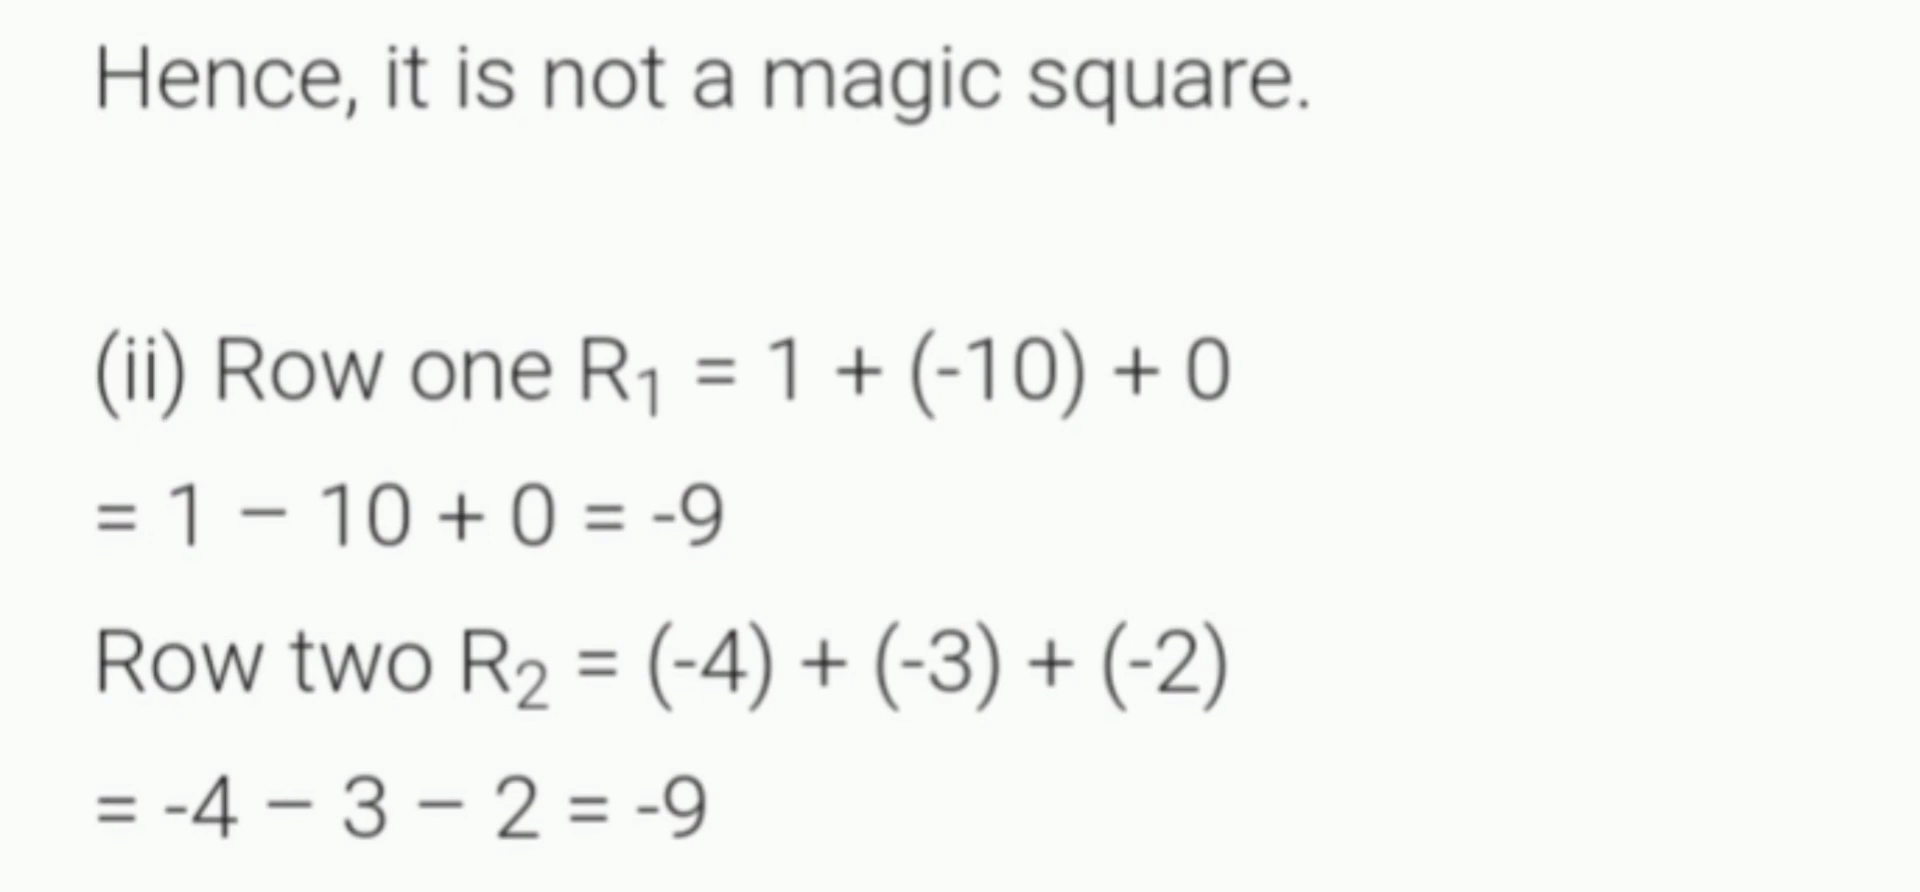 Hence, it is not a magic square.
(ii) Row one R₁ = 1 + (-10) + 0
= 1 – 10 + 0 = -9
Row two R₂ = (-4) + (-3) + (-2)
= -4 – 3 – 2 = -9